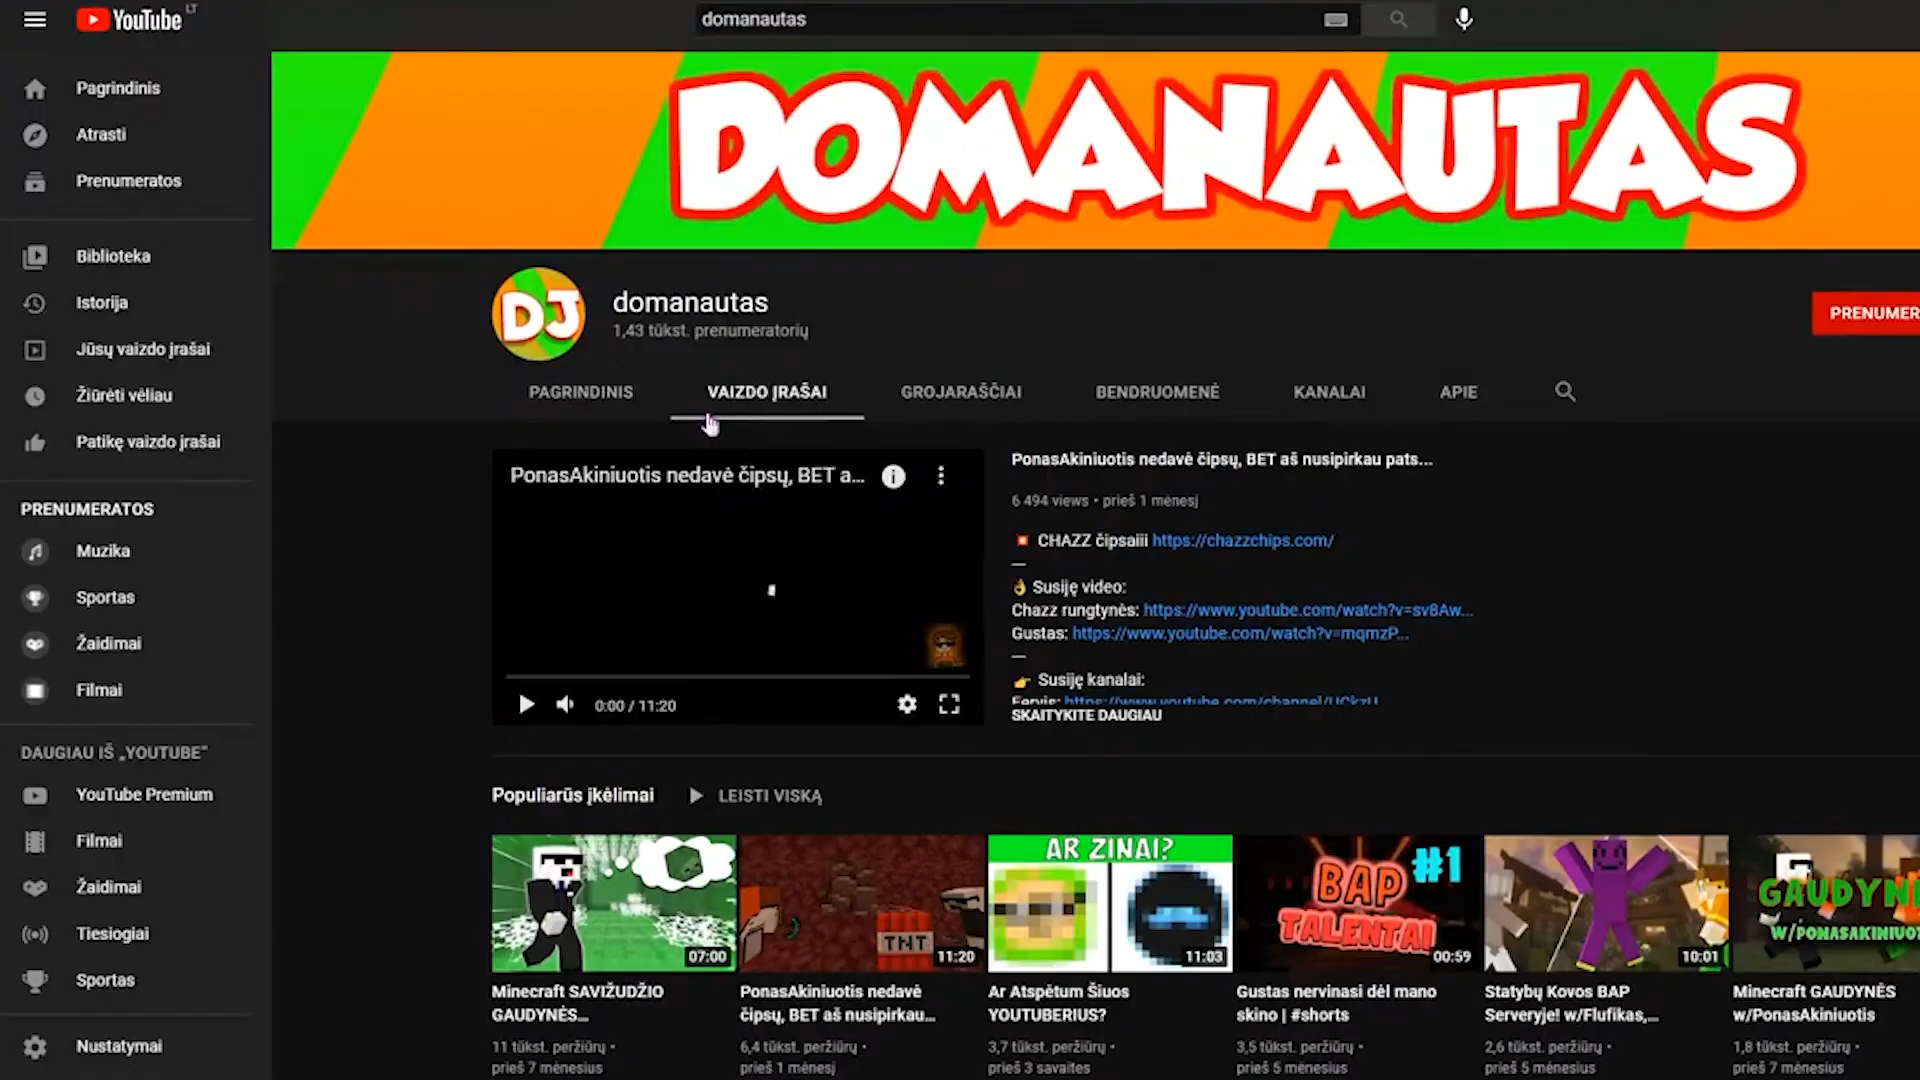 YouTube LT
domanautas
Pagrindinis
Atrasti
Prenumeratos
Biblioteka
Istorija
Jūsų vaizdo įrašai
Žiūrėti vėliau
Patikę vaizdo įrašai
PRENUMERATOS
Muzika
Sportas
Žaidimai
Filmai
DAUGIAU IŠ „YOUTUBE“
YouTube Premium
Filmai
Žaidimai
Tiesiogiai
Sportas
Nustatymai
DOMANAUTAS
DJ
domanautas
1,43 tūkst. prenumeratorių
PRENUMER
PAGRINDINIS VAIZDO ĮRAŠAI GROJARAŠČIAI BENDRUOMENĖ KANALAI APIE
PonasAkiniuotis nedavė čipsų, BET a...
0:00 / 11:20
PonasAkiniuotis nedavė čipsų, BET aš nusipirkau pats...
6 494 views • prieš 1 mėnesį
CHAZZ čipsaiii https://chazzchips.com/
—
👌 Susiję video:
Chazz rungtynės: https://www.youtube.com/watch?v=sv8Aw...
Gustas: https://www.youtube.com/watch?v=mqmzP...
—
👉 Susiję kanalai:
https://www.youtube.com/channel/UCkzU
SKAITYKITE DAUGIAU
Populiarūs įkėlimai LEISTI VISKĄ
07:00
Minecraft SAVIŽUDŽIO
GAUDYNĖS...
11 tūkst. peržiūrų •
prieš 7 mėnesius
TNT
11:20
PonasAkiniuotis nedavė
čipsų, BET aš nusipirkau...
6,4 tūkst. peržiūrų •
prieš 1 mėnesį
AR ZINAI?
11:03
Ar Atspėtum Šiuos
YOUTUBERIUS?
3,7 tūkst. peržiūrų •
prieš 3 savaites
BAP #1
TALENTAI
00:59
Gustas nervinasi dėl mano
skino | #shorts
3,5 tūkst. peržiūrų •
prieš 5 mėnesius
10:01
Statybų Kovos BAP
Serveryje! w/Flufikas,...
2,6 tūkst. peržiūrų •
prieš 5 mėnesius
GAUDYN
W/PONASAKINIUO
Minecraft GAUDYNĖS
w/PonasAkiniuotis
1,8 tūkst. peržiūrų •
prieš 7 mėnesius